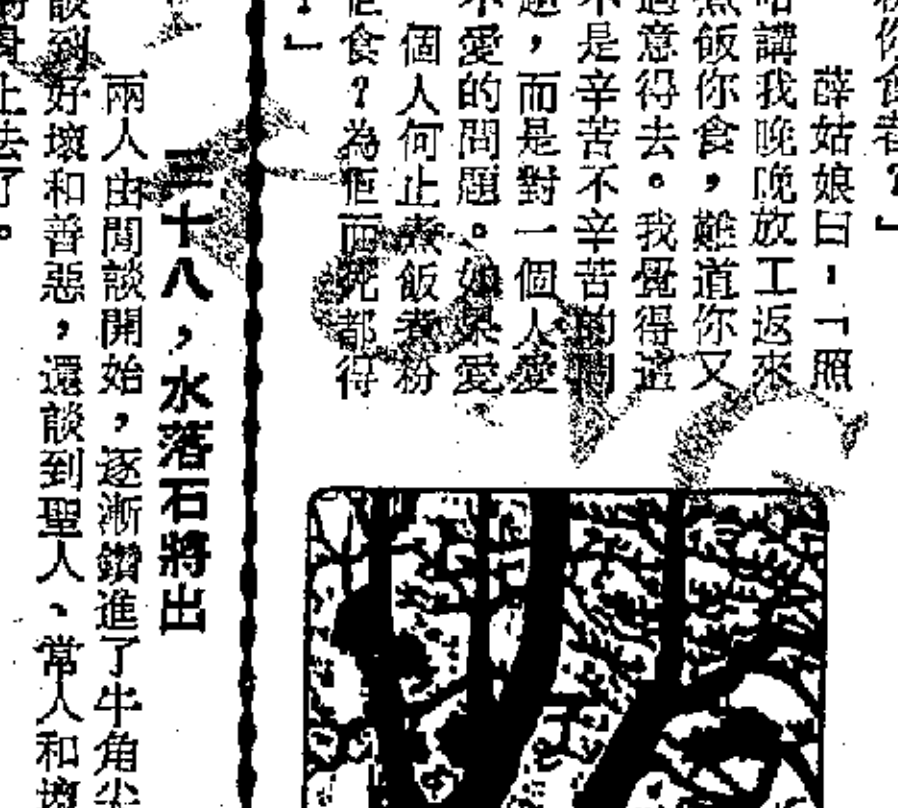 你食者?」
薛姑娘曰:「照
講我晚晚放工返來
煮飯你食,難道你又
過意得去。我覺得這
不是辛苦不辛苦的問
題,而是對一個人愛
不愛的問題。如果愛
個人何止煮飯煮粉
佢食?為佢而死都得
」
三十八,水落石將出
兩人由閒談開始,逐漸鑽進了牛角尖
談到好壞和善惡,還談到聖人、常人和壞
上去了。